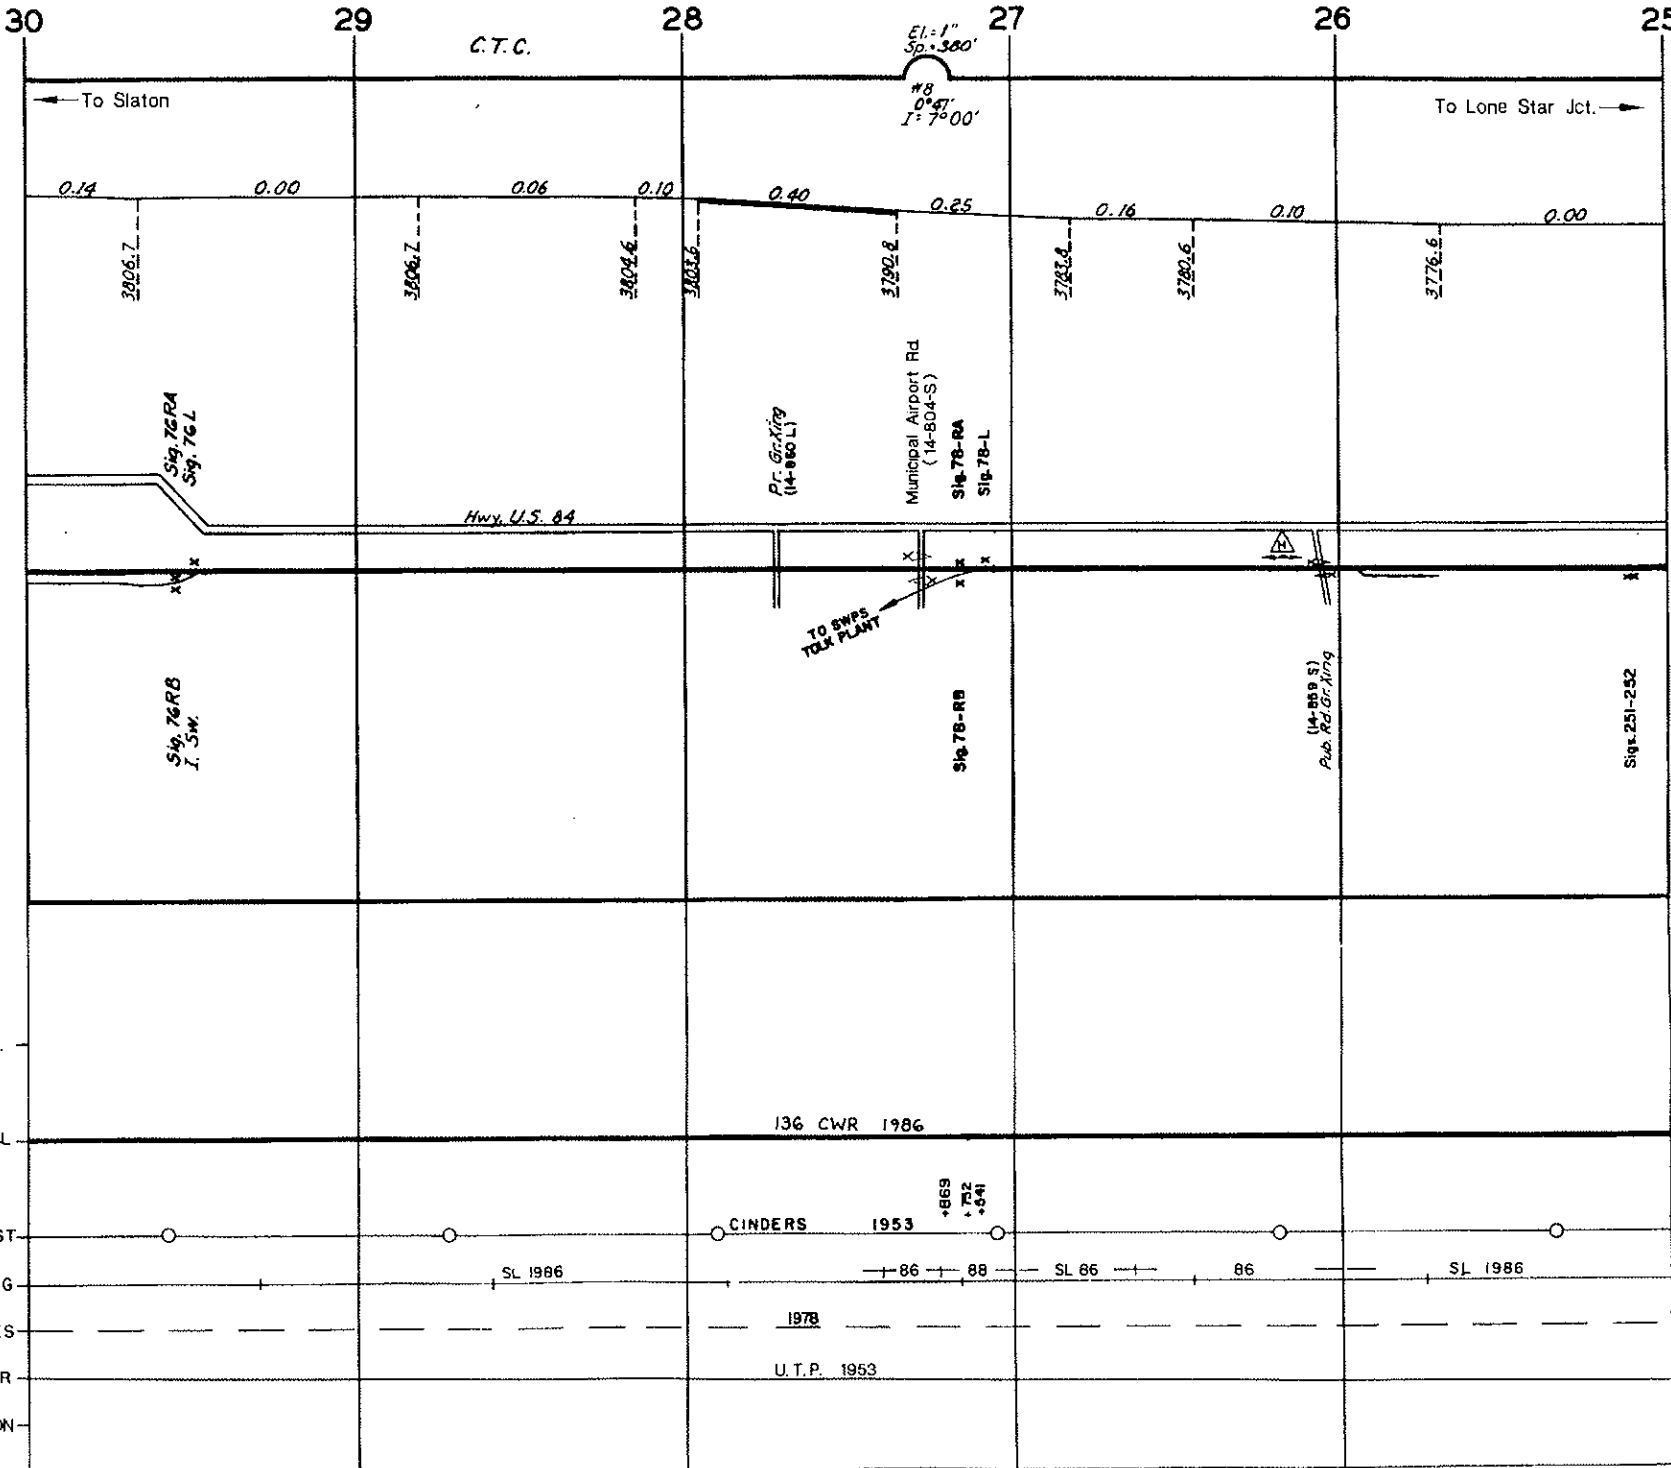 30 29 28 27 26 25
C.T.C.
El.=1"
Sp.=380'
#8
0°47'
I=7°00'
To Slaton
To Lone Star Jct.
0.14 0.00 0.06 0.10 0.40 0.25 0.16 0.10 0.00
3806.7 3806.7 3804.6 3803.6 3790.8 3783.8 3780.6 3776.6
Sig. 76RA
Sig. 76 L
Pr. Gr. Xing
(14-860 L)
Municipal Airport Rd.
(14-804-S)
Sig. 78-RA
Sig. 78-L
Hwy. U.S. 84
H
TO SWPS
TOLK PLANT
Sig. 76RB
I. Sw.
Sig. 78-RB
(14-859 S)
Pub. Rd. Gr. Xing
Sigs. 251-252
L
136 CWR 1986
+869
+752
+641
ST
CINDERS 1953
G
SL 1986 86 88 SL 86 86 SL 1986
ES
1978
R
U.T.P. 1953
ON